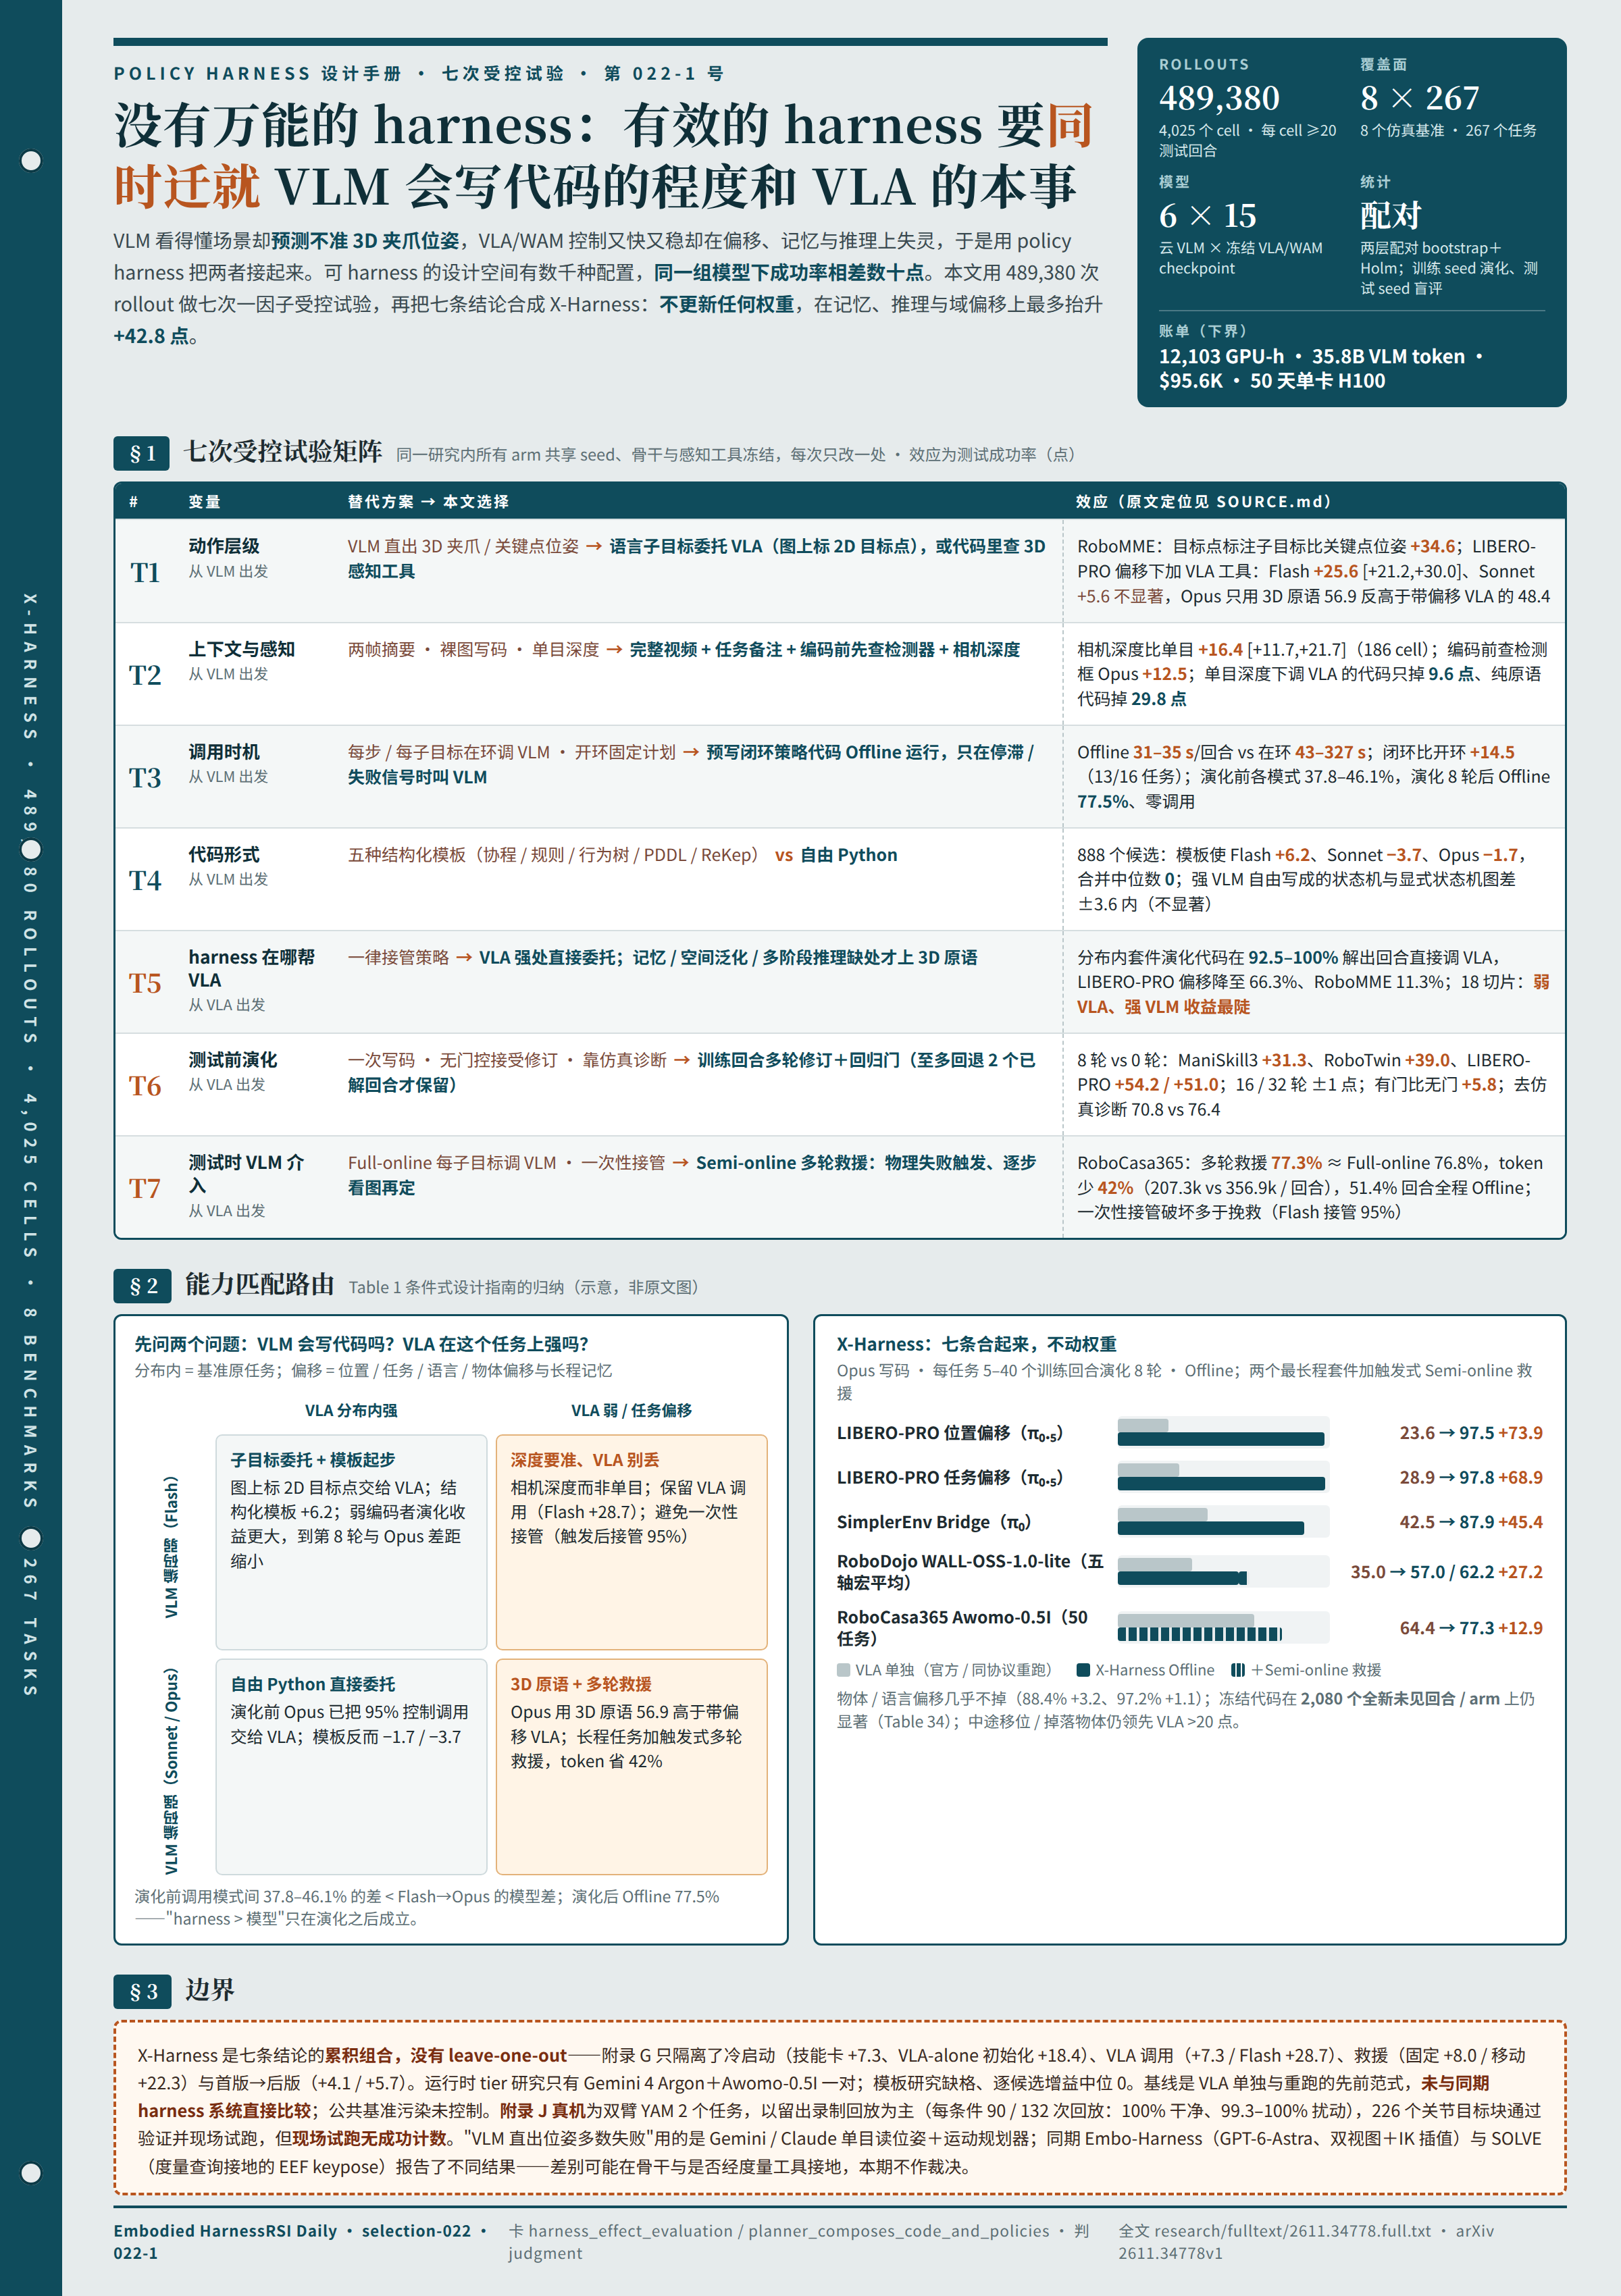 POLICY HARNESS 设计手册 · 七次受控试验 · 第 022-1 号
没有万能的 harness：有效的 harness 要同
时迁就 VLM 会写代码的程度和 VLA 的本事
VLM 看得懂场景却预测不准 3D 夹爪位姿，VLA/WAM 控制又快又稳却在偏移、记忆与推理上失灵，于是用 policy
harness 把两者接起来。可 harness 的设计空间有数千种配置，同一组模型下成功率相差数十点。本文用 489,380 次
rollout 做七次一因子受控试验，再把七条结论合成 X-Harness：不更新任何权重，在记忆、推理与域偏移上最多抬升
+42.8 点。
ROLLOUTS
489,380
4,025 个 cell · 每 cell ≥20
测试回合
覆盖面
8 × 267
8 个仿真基准 · 267 个任务
模型
6 × 15
云 VLM × 冻结 VLA/WAM
checkpoint
统计
配对
两层配对 bootstrap＋
Holm；训练 seed 演化、测
试 seed 盲评
账单（下界）
12,103 GPU-h · 35.8B VLM token ·
$95.6K · 50 天单卡 H100
§1 七次受控试验矩阵 同一研究内所有 arm 共享 seed、骨干与感知工具冻结，每次只改一处 · 效应为测试成功率（点）
# 变量 替代方案 → 本文选择 效应（原文定位见 SOURCE.md）
T1
动作层级
从 VLM 出发
VLM 直出 3D 夹爪 / 关键点位姿 → 语言子目标委托 VLA（图上标 2D 目标点），或代码里查 3D
感知工具
RoboMME：目标点标注子目标比关键点位姿 +34.6；LIBERO-
PRO 偏移下加 VLA 工具：Flash +25.6 [+21.2,+30.0]、Sonnet
+5.6 不显著，Opus 只用 3D 原语 56.9 反高于带偏移 VLA 的 48.4
T2
上下文与感知
从 VLM 出发
两帧摘要 · 裸图写码 · 单目深度 → 完整视频 + 任务备注 + 编码前先查检测器 + 相机深度
相机深度比单目 +16.4 [+11.7,+21.7]（186 cell）；编码前查检测
框 Opus +12.5；单目深度下调 VLA 的代码只掉 9.6 点、纯原语
代码掉 29.8 点
T3
调用时机
从 VLM 出发
每步 / 每子目标在环调 VLM · 开环固定计划 → 预写闭环策略代码 Offline 运行，只在停滞 /
失败信号时叫 VLM
Offline 31–35 s/回合 vs 在环 43–327 s；闭环比开环 +14.5
（13/16 任务）；演化前各模式 37.8–46.1%，演化 8 轮后 Offline
77.5%、零调用
T4
代码形式
从 VLM 出发
五种结构化模板（协程 / 规则 / 行为树 / PDDL / ReKep） vs 自由 Python
888 个候选：模板使 Flash +6.2、Sonnet −3.7、Opus −1.7，
合并中位数 0；强 VLM 自由写成的状态机与显式状态机图差
±3.6 内（不显著）
T5
harness 在哪帮
VLA
从 VLA 出发
一律接管策略 → VLA 强处直接委托；记忆 / 空间泛化 / 多阶段推理缺处才上 3D 原语
分布内套件演化代码在 92.5–100% 解出回合直接调 VLA，
LIBERO-PRO 偏移降至 66.3%、RoboMME 11.3%；18 切片：弱
VLA、强 VLM 收益最陡
T6
测试前演化
从 VLA 出发
一次写码 · 无门控接受修订 · 靠仿真诊断 → 训练回合多轮修订＋回归门（至多回退 2 个已
解回合才保留）
8 轮 vs 0 轮：ManiSkill3 +31.3、RoboTwin +39.0、LIBERO-
PRO +54.2 / +51.0；16 / 32 轮 ±1 点；有门比无门 +5.8；去仿
真诊断 70.8 vs 76.4
T7
测试时 VLM 介
入
从 VLA 出发
Full-online 每子目标调 VLM · 一次性接管 → Semi-online 多轮救援：物理失败触发、逐步
看图再定
RoboCasa365：多轮救援 77.3% ≈ Full-online 76.8%，token
少 42%（207.3k vs 356.9k / 回合），51.4% 回合全程 Offline；
一次性接管破坏多于挽救（Flash 接管 95%）
§2 能力匹配路由 Table 1 条件式设计指南的归纳（示意，非原文图）
先问两个问题：VLM 会写代码吗？VLA 在这个任务上强吗？
分布内 = 基准原任务；偏移 = 位置 / 任务 / 语言 / 物体偏移与长程记忆
VLA 分布内强
VLA 弱 / 任务偏移
VLM 编码弱（Flash）
子目标委托 + 模板起步
图上标 2D 目标点交给 VLA；结
构化模板 +6.2；弱编码者演化收
益更大，到第 8 轮与 Opus 差距
缩小
深度要准、VLA 别丢
相机深度而非单目；保留 VLA 调
用（Flash +28.7）；避免一次性
接管（触发后接管 95%）
VLM 编码强（Sonnet / Opus）
自由 Python 直接委托
演化前 Opus 已把 95% 控制调用
交给 VLA；模板反而 −1.7 / −3.7
3D 原语 + 多轮救援
Opus 用 3D 原语 56.9 高于带偏
移 VLA；长程任务加触发式多轮
救援，token 省 42%
演化前调用模式间 37.8–46.1% 的差 < Flash→Opus 的模型差；演化后 Offline 77.5%
——"harness > 模型"只在演化之后成立。
X-Harness：七条合起来，不动权重
Opus 写码 · 每任务 5–40 个训练回合演化 8 轮 · Offline；两个最长程套件加触发式 Semi-online 救
援
LIBERO-PRO 位置偏移（π₀.₅） 23.6 → 97.5 +73.9
LIBERO-PRO 任务偏移（π₀.₅） 28.9 → 97.8 +68.9
SimplerEnv Bridge（π₀） 42.5 → 87.9 +45.4
RoboDojo WALL-OSS-1.0-lite（五
轴宏平均） 35.0 → 57.0 / 62.2 +27.2
RoboCasa365 Awomo-0.5I（50
任务） 64.4 → 77.3 +12.9
VLA 单独（官方 / 同协议重跑） X-Harness Offline ＋Semi-online 救援
物体 / 语言偏移几乎不掉（88.4% +3.2、97.2% +1.1）；冻结代码在 2,080 个全新未见回合 / arm 上仍
显著（Table 34）；中途移位 / 掉落物体仍领先 VLA >20 点。
§3 边界
X-Harness 是七条结论的累积组合，没有 leave-one-out——附录 G 只隔离了冷启动（技能卡 +7.3、VLA-alone 初始化 +18.4）、VLA 调用（+7.3 / Flash +28.7）、救援（固定 +8.0 / 移动
+22.3）与首版→后版（+4.1 / +5.7）。运行时 tier 研究只有 Gemini 4 Argon＋Awomo-0.5I 一对；模板研究缺格、逐候选增益中位 0。基线是 VLA 单独与重跑的先前范式，未与同期
harness 系统直接比较；公共基准污染未控制。附录 J 真机为双臂 YAM 2 个任务，以留出录制回放为主（每条件 90 / 132 次回放：100% 干净、99.3–100% 扰动），226 个关节目标块通过
验证并现场试跑，但现场试跑无成功计数。"VLM 直出位姿多数失败"用的是 Gemini / Claude 单目读位姿＋运动规划器；同期 Embo-Harness（GPT-6-Astra、双视图＋IK 插值）与 SOLVE
（度量查询接地的 EEF keypose）报告了不同结果——差别可能在骨干与是否经度量工具接地，本期不作裁决。
Embodied HarnessRSI Daily · selection-022 ·
022-1
卡 harness_effect_evaluation / planner_composes_code_and_policies · 判
judgment
全文 research/fulltext/2611.34778.full.txt · arXiv
2611.34778v1
X-HARNESS · 489 80 ROLLOUTS · 4,025 CELLS · 8 BENCHMARKS 267 TASKS